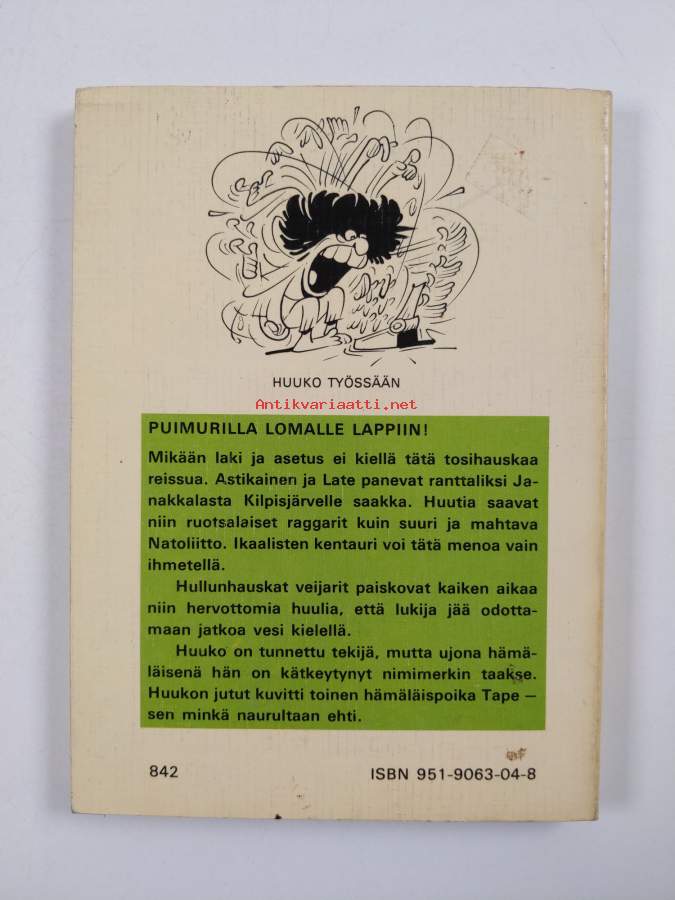 HUUKO TYÖSSÄÄN
Antikvariaatti.net
PUIMURILLA LOMALLE LAPPIIN!
Mikään laki ja asetus ei kiellä tätä tosihauskaa
reissua. Astikainen ja Late panevat ranttaliksi Ja-
nakkalasta Kilpisjärvelle saakka. Huutia saavat
niin ruotsalaiset raggarit kuin suuri ja mahtava
Natoliitto. Ikaalisten kentauri voi tätä menoa vain
ihmetellä.
Hullunhauskat veijarit paiskovat kaiken aikaa
niin hervottomia huulia, että lukija jää odotta-
maan jatkoa vesi kielellä.
Huuko on tunnettu tekijä, mutta ujona hämä-
läisenä hän on kätkeytynyt nimimerkin taakse.
Huukon jutut kuvitti toinen hämäläispoika Tape —
sen minkä naurultaan ehti.
842
ISBN 951-9063-04-8